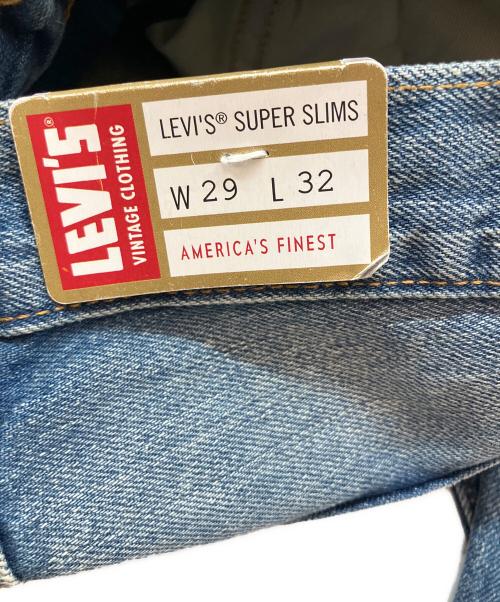 LEVI'S®
VINTAGE CLOTHING
LEVI'S® SUPER SLIMS
W 29 L 32
AMERICA'S FINEST